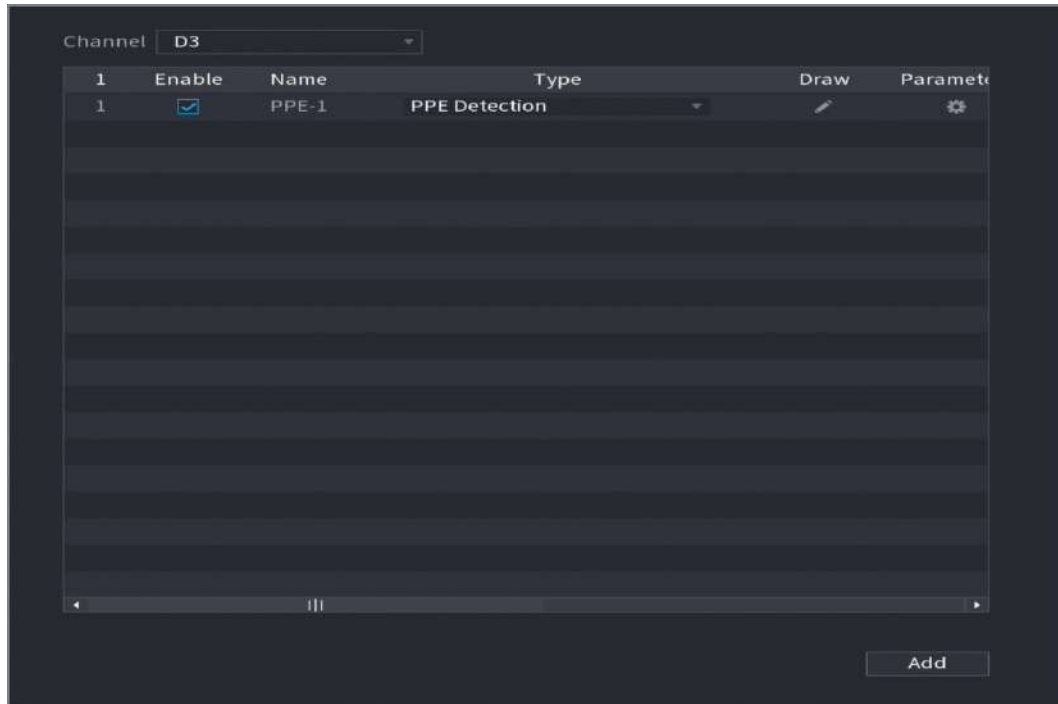 Channel D3
1 Enable Name Type Draw Paramete
1 PPE-1 PPE Detection
Add